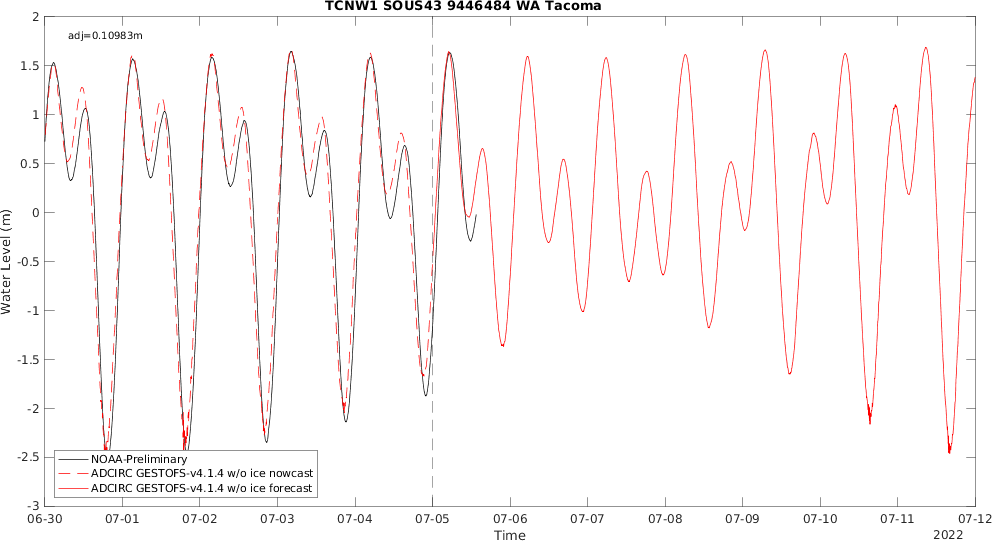 TCNW1 SOUS43 9446484 WA Tacoma
adj=0.10983m
2
1.5
1
0.5
0
-0.5
-1
-1.5
-2
-2.5
-3
Water Level (m)
NOAA-Preliminary
ADCIRC GESTOFS-v4.1.4 w/o ice nowcast
ADCIRC GESTOFS-v4.1.4 w/o ice forecast
06-30 07-01 07-02 07-03 07-04 07-05 07-06 07-07 07-08 07-09 07-10 07-11 07-12
Time
2022